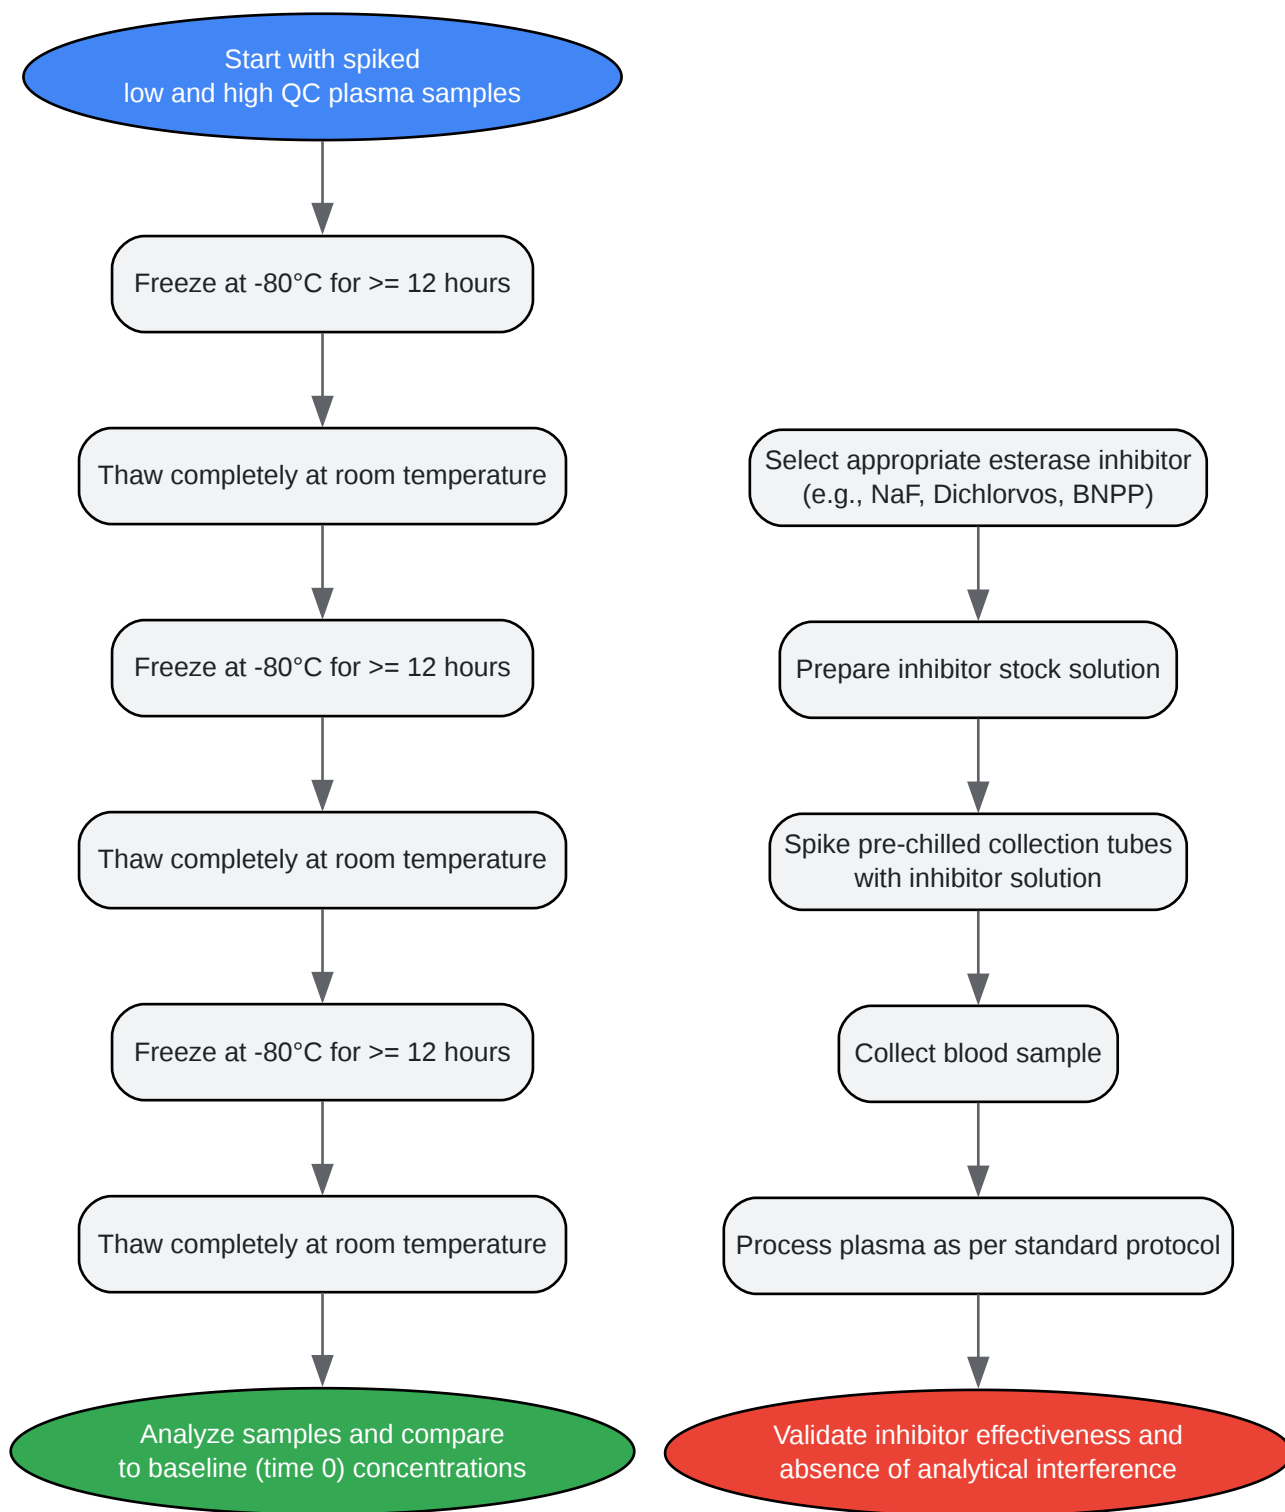 Start with spiked
low and high QC plasma samples
Freeze at -80°C for >= 12 hours
Thaw completely at room temperature
Freeze at -80°C for >= 12 hours
Thaw completely at room temperature
Freeze at -80°C for >= 12 hours
Thaw completely at room temperature
Analyze samples and compare
to baseline (time 0) concentrations
Select appropriate esterase inhibitor
(e.g., NaF, Dichlorvos, BNPP)
Prepare inhibitor stock solution
Spike pre-chilled collection tubes
with inhibitor solution
Collect blood sample
Process plasma as per standard protocol
Validate inhibitor effectiveness and
absence of analytical interference